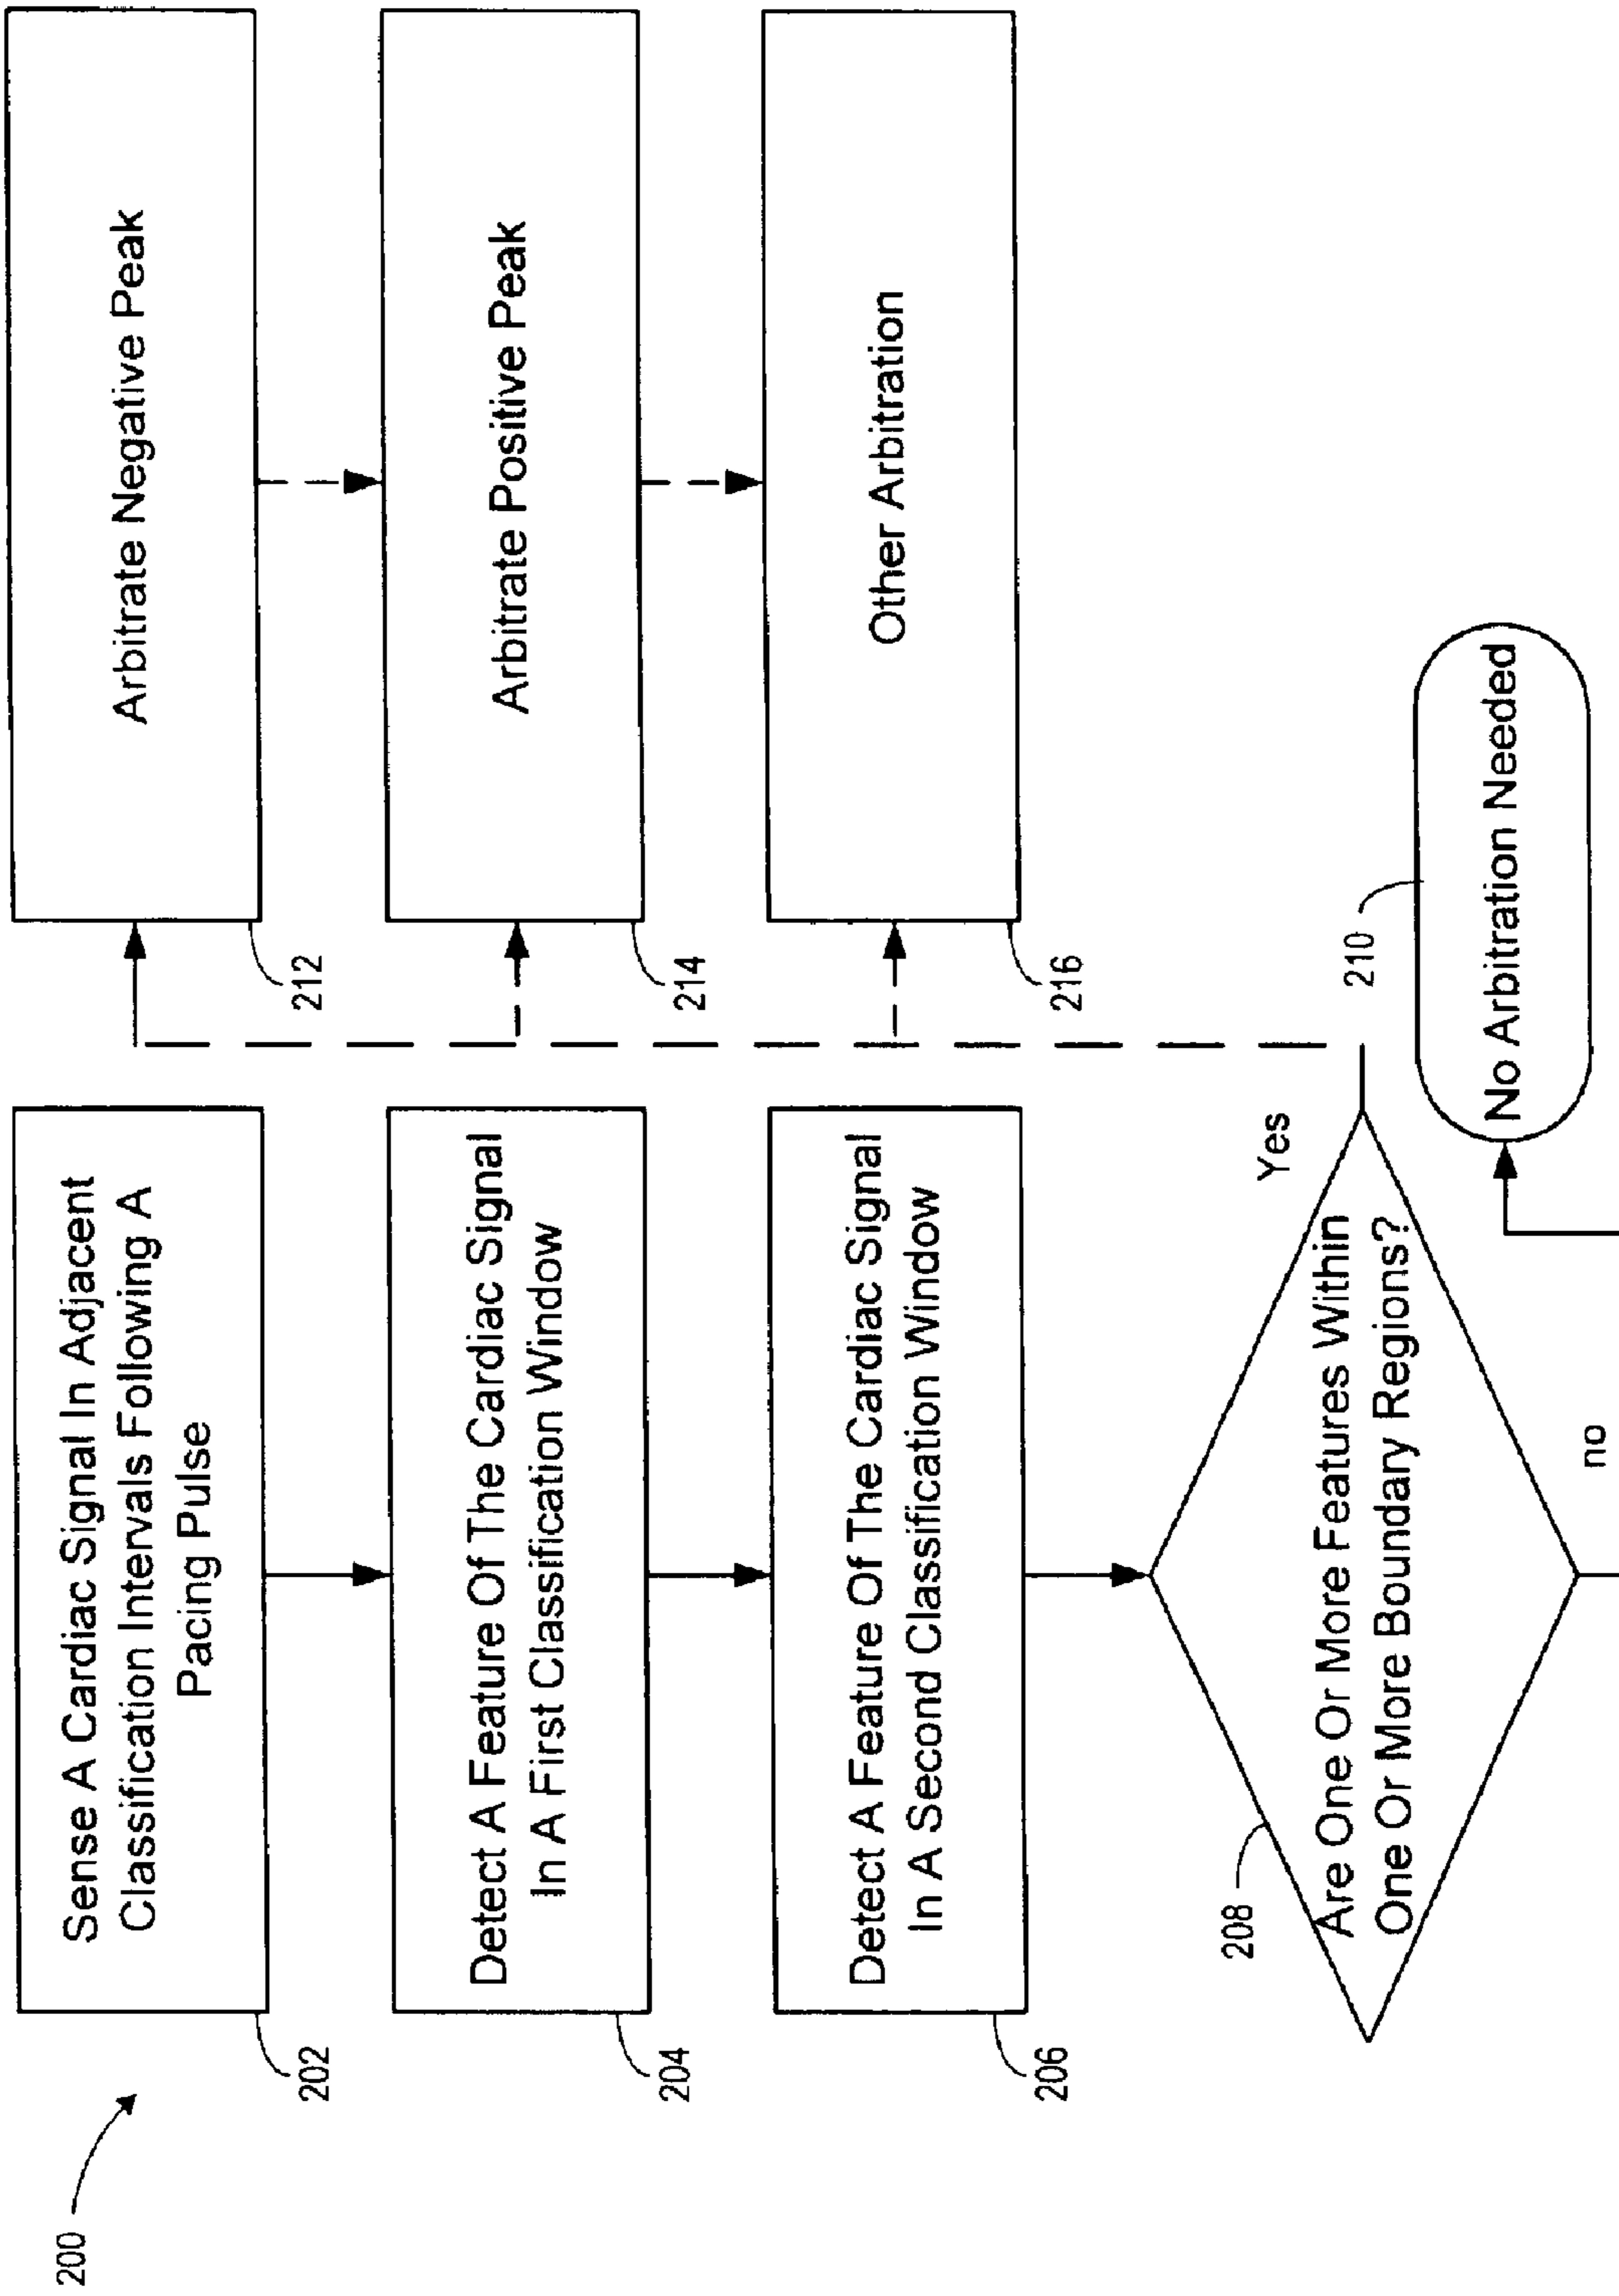 200
Sense A Cardiac Signal In Adjacent
Classification Intervals Following A
Pacing Pulse
202
Detect A Feature Of The Cardiac Signal
In A First Classification Window
204
Detect A Feature Of The Cardiac Signal
In A Second Classification Window
206
208
Are One Or More Features Within
One Or More Boundary Regions?
Yes
no
210
No Arbitration Needed
Arbitrate Negative Peak
212
Arbitrate Positive Peak
214
Other Arbitration
216